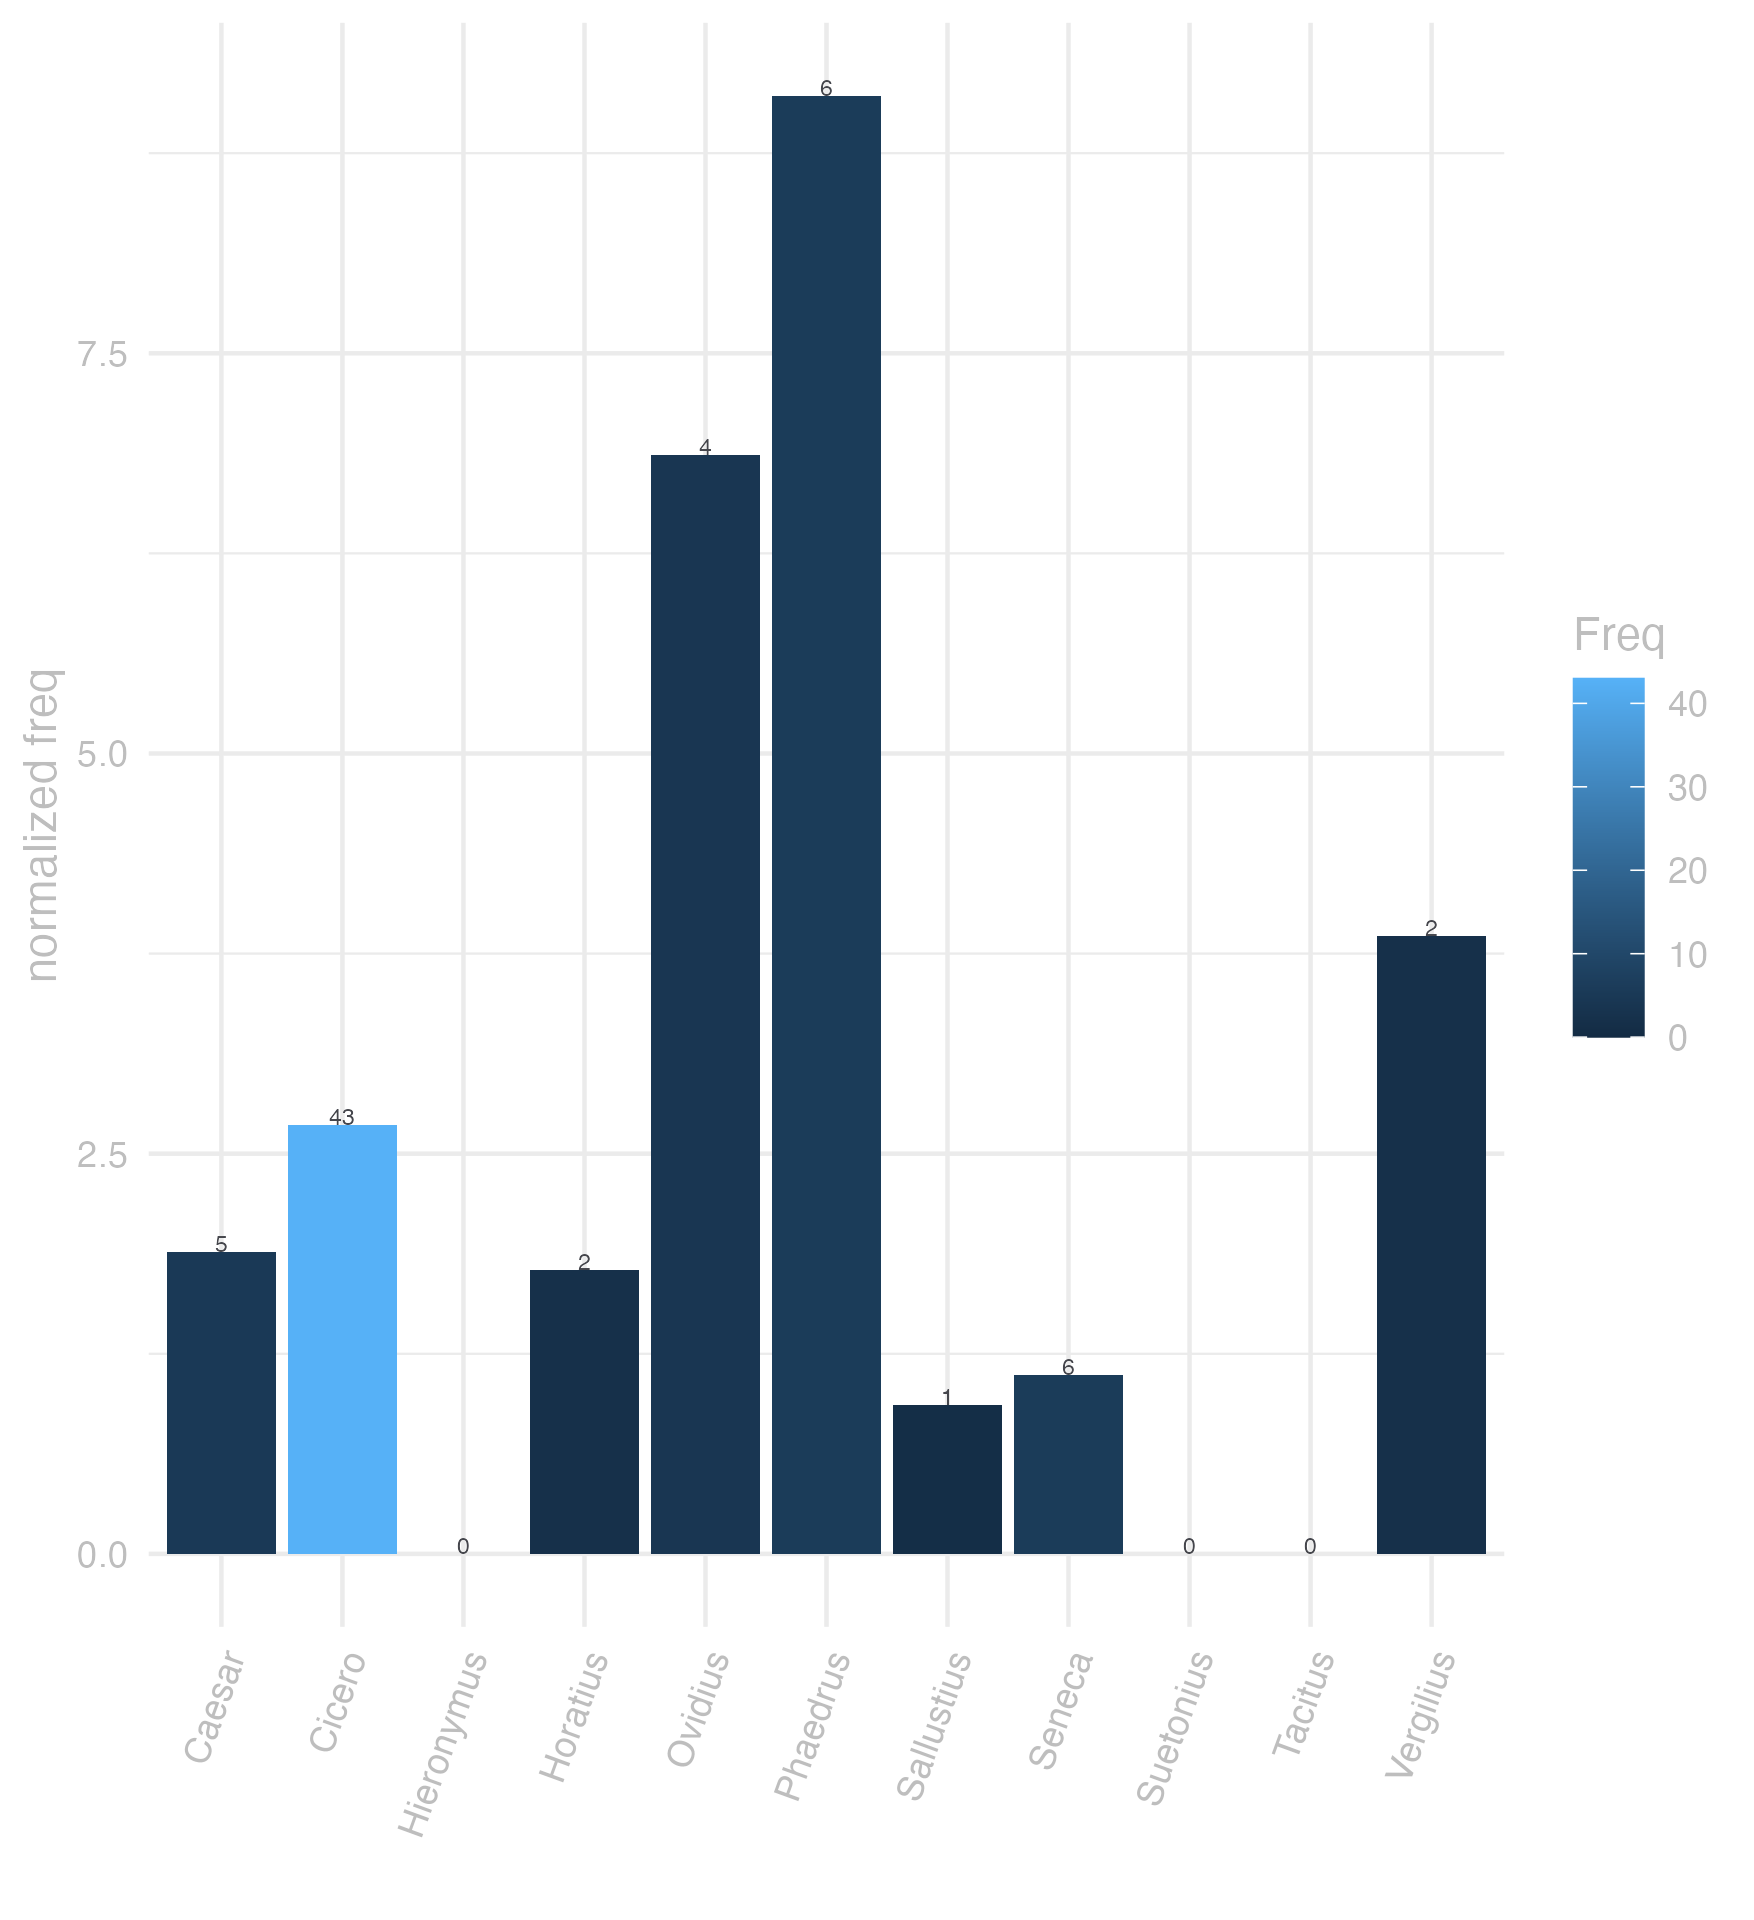 normalized freq
7.5
5.0
2.5
0.0
6
4
2
43
5
2
6
1
0
0
0
Caesar
Cicero
Hieronymus
Horatius
Ovidius
Phaedrus
Sallustius
Seneca
Suetonius
Tacitus
Vergilius
Freq
40
30
20
10
0